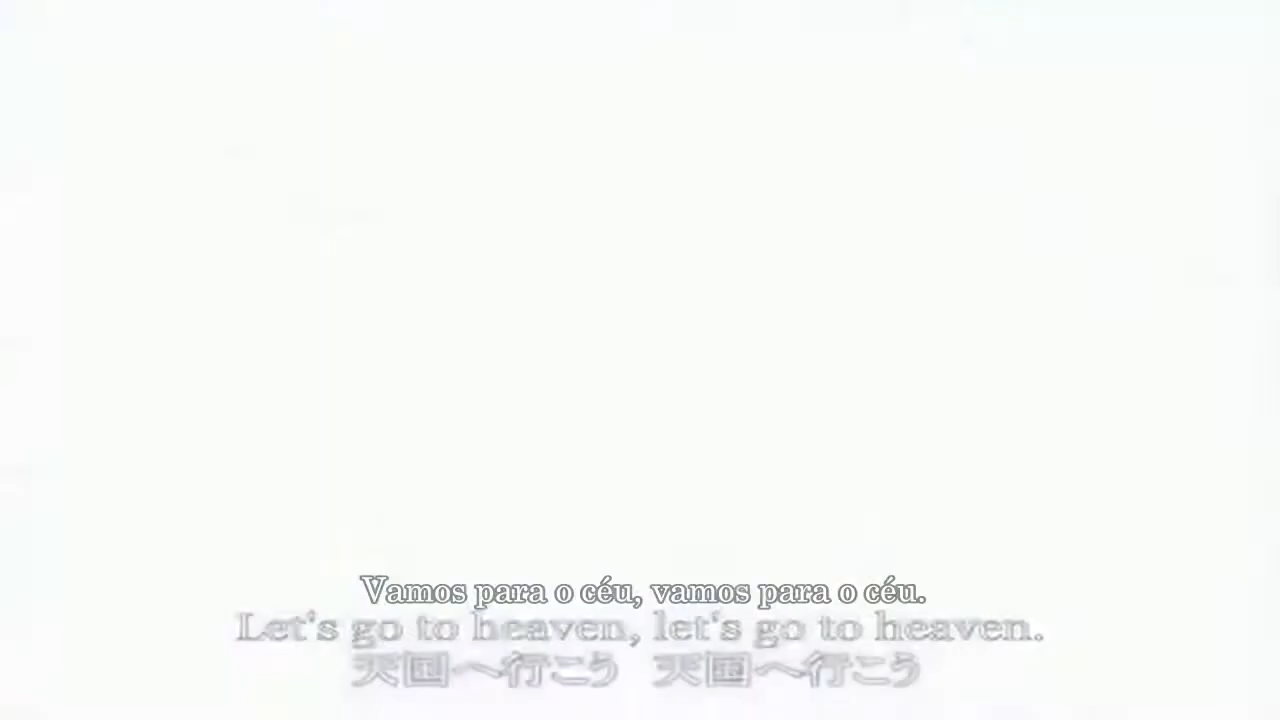 Vamos para o céu, vamos para o céu.
Let's go to heaven, let's go to heaven.
天国へ行こう 天国へ行こう